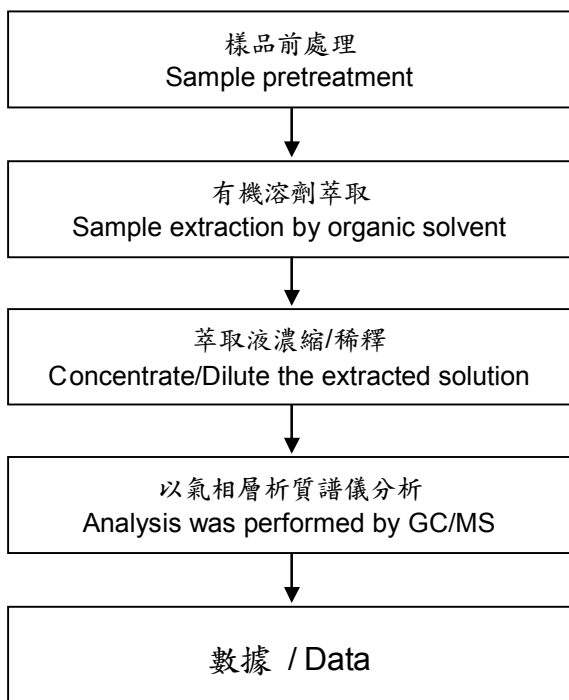 樣品前處理
Sample pretreatment
有機溶劑萃取
Sample extraction by organic solvent
萃取液濃縮/稀釋
Concentrate/Dilute the extracted solution
以氣相層析質譜儀分析
Analysis was performed by GC/MS
數據 / Data